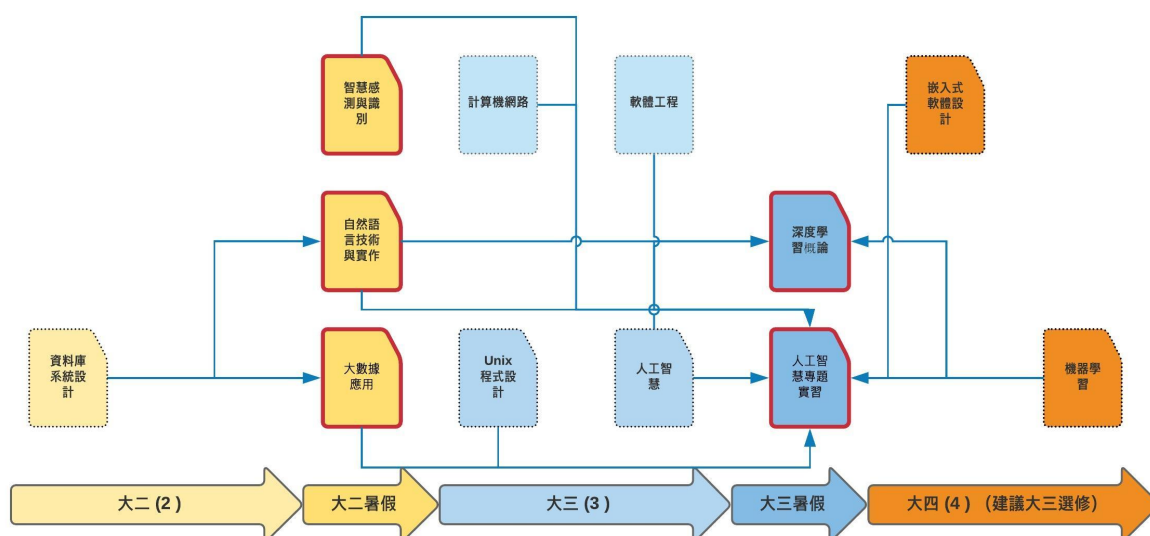 智慧感
測與識
別
計算機網路
軟體工程
嵌入式
軟體設
計
自然語
言技術
與實作
深度學
習概論
資料庫
系統設
計
大數據
應用
Unix
程式設
計
人工智
慧
人工智
慧專題
實習
機器學
習
大二 (2 )
大二暑假
大三 (3 )
大三暑假
大四 (4 ) （建議大三選修）